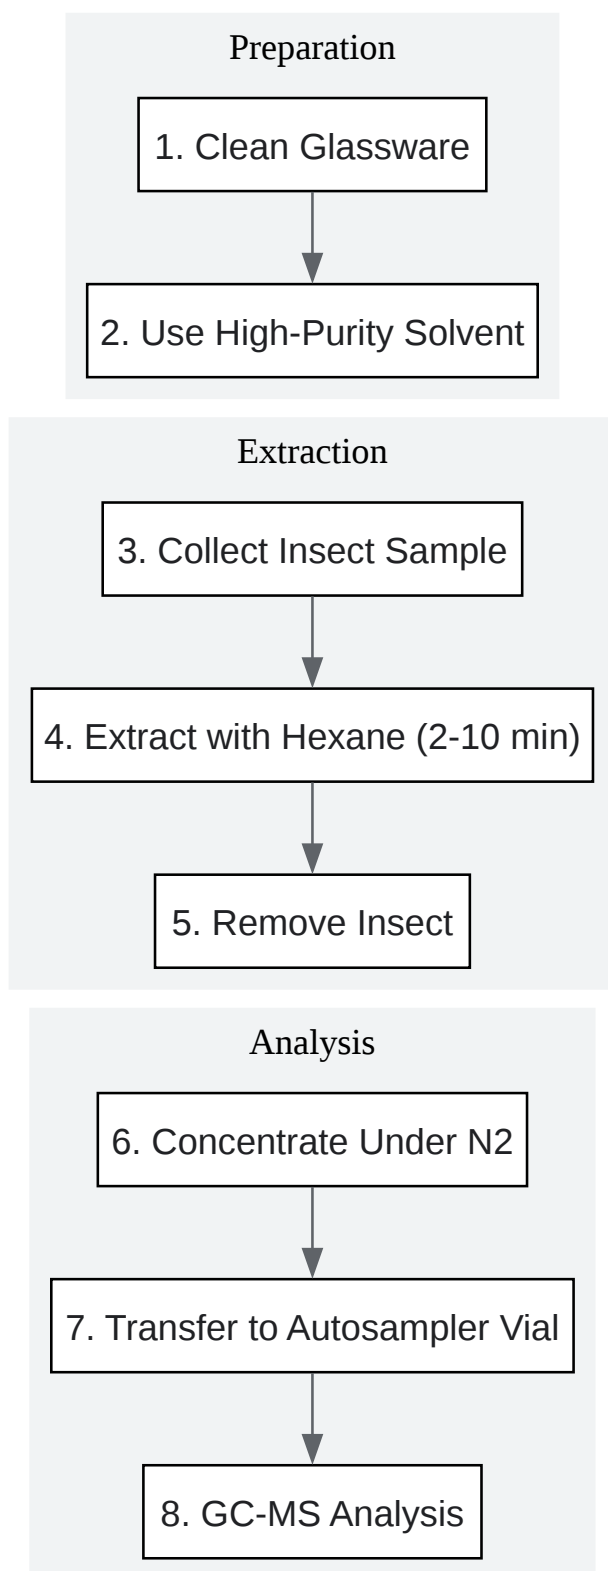 Preparation
1. Clean Glassware
2. Use High-Purity Solvent
Extraction
3. Collect Insect Sample
4. Extract with Hexane (2-10 min)
5. Remove Insect
Analysis
6. Concentrate Under N2
7. Transfer to Autosampler Vial
8. GC-MS Analysis